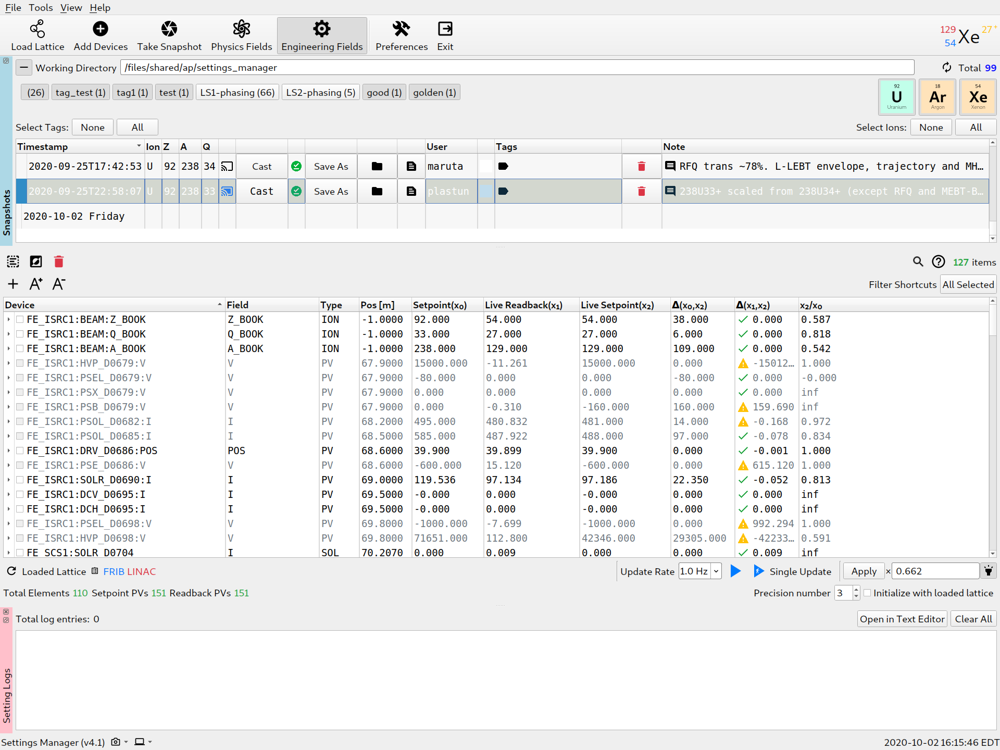 File Tools View Help
Load Lattice Add Devices Take Snapshot Physics Fields Engineering Fields Preferences Exit
129 54 Xe 27+
Working Directory /files/shared/ap/settings_manager Total 99
(26) tag_test (1) tag1 (1) test (1) LS1-phasing (66) LS2-phasing (5) good (1) golden (1)
92 U Uranium 18 Ar Argon 54 Xe Xenon
Select Tags: None All Select Ions: None All
Timestamp Ion Z A Q User Tags Note
2020-09-25T17:42:53 U 92 238 34 Cast Save As maruta RFQ trans ~78%. L-LEBT envelope, trajectory and MH…
2020-09-25T22:58:07 U 92 238 33 Cast Save As plastun 238U33+ scaled from 238U34+ (except RFQ and MEBT-B…
2020-10-02 Friday
Snapshots
127 items
A+ A-
Filter Shortcuts All Selected
Device Field Type Pos [m] Setpoint(x₀) Live Readback(x₁) Live Setpoint(x₂) Δ(x₀,x₂) Δ(x₁,x₂) x₂/x₀
FE_ISRC1:BEAM:Z_BOOK Z_BOOK ION -1.0000 92.000 54.000 54.000 38.000 0.000 0.587
FE_ISRC1:BEAM:Q_BOOK Q_BOOK ION -1.0000 33.000 27.000 27.000 6.000 0.000 0.818
FE_ISRC1:BEAM:A_BOOK A_BOOK ION -1.0000 238.000 129.000 129.000 109.000 0.000 0.542
FE_ISRC1:HVP_D0679:V V PV 67.9000 15000.000 -11.261 15000.000 0.000 -15012… 1.000
FE_ISRC1:PSEL_D0679:V V PV 67.9000 -80.000 0.000 0.000 -80.000 0.000 -0.000
FE_ISRC1:PSX_D0679:V V PV 67.9000 0.000 0.000 0.000 0.000 0.000 inf
FE_ISRC1:PSB_D0679:V V PV 67.9000 0.000 -0.310 -160.000 160.000 159.690 inf
FE_ISRC1:PSOL_D0682:I I PV 68.2000 495.000 480.832 481.000 14.000 -0.168 0.972
FE_ISRC1:PSOL_D0685:I I PV 68.5000 585.000 487.922 488.000 97.000 -0.078 0.834
FE_ISRC1:DRV_D0686:POS POS PV 68.6000 39.900 39.899 39.900 0.000 -0.001 1.000
FE_ISRC1:PSE_D0686:V V PV 68.6000 -600.000 15.120 -600.000 0.000 615.120 1.000
FE_ISRC1:SOLR_D0690:I I PV 69.0000 119.536 97.134 97.186 22.350 -0.052 0.813
FE_ISRC1:DCV_D0695:I I PV 69.5000 -0.000 0.000 -0.000 0.000 0.000 inf
FE_ISRC1:DCH_D0695:I I PV 69.5000 -0.000 0.000 -0.000 0.000 0.000 inf
FE_ISRC1:PSEL_D0698:V V PV 69.8000 -1000.000 -7.699 -1000.000 0.000 992.294 1.000
FE_ISRC1:HVP_D0698:V V PV 69.8000 71651.000 112.800 42346.000 29305.000 -42233… 0.591
FE_SCS1:SOLR_D0704 I SOL 70.2070 0.000 0.009 0.000 0.000 0.009 inf
Loaded Lattice FRIB LINAC Update Rate 1.0 Hz Single Update Apply × 0.662
Total Elements 110 Setpoint PVs 151 Readback PVs 151 Precision number 3 Initialize with loaded lattice
Total log entries: 0 Open in Text Editor Clear All
Setting Logs
Settings Manager (v4.1) 2020-10-02 16:15:46 EDT